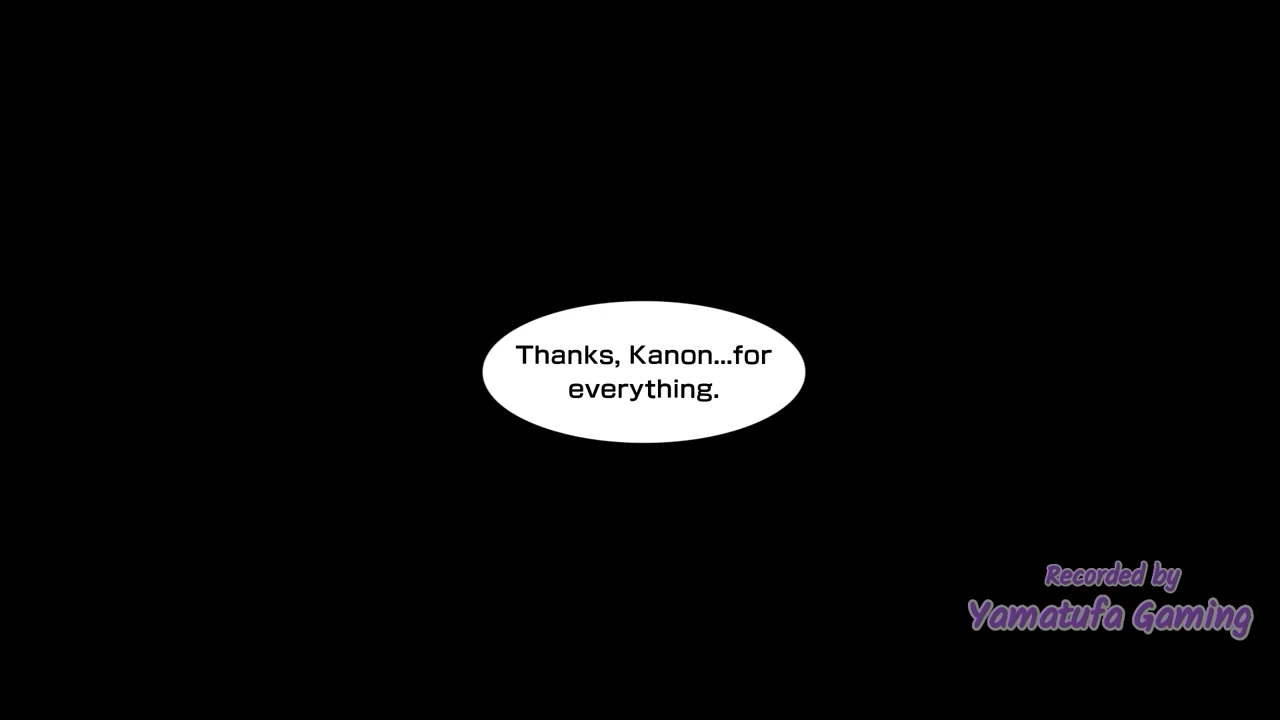 Thanks, Kanon...for
everything.
Recorded by
Yamatufa Gaming